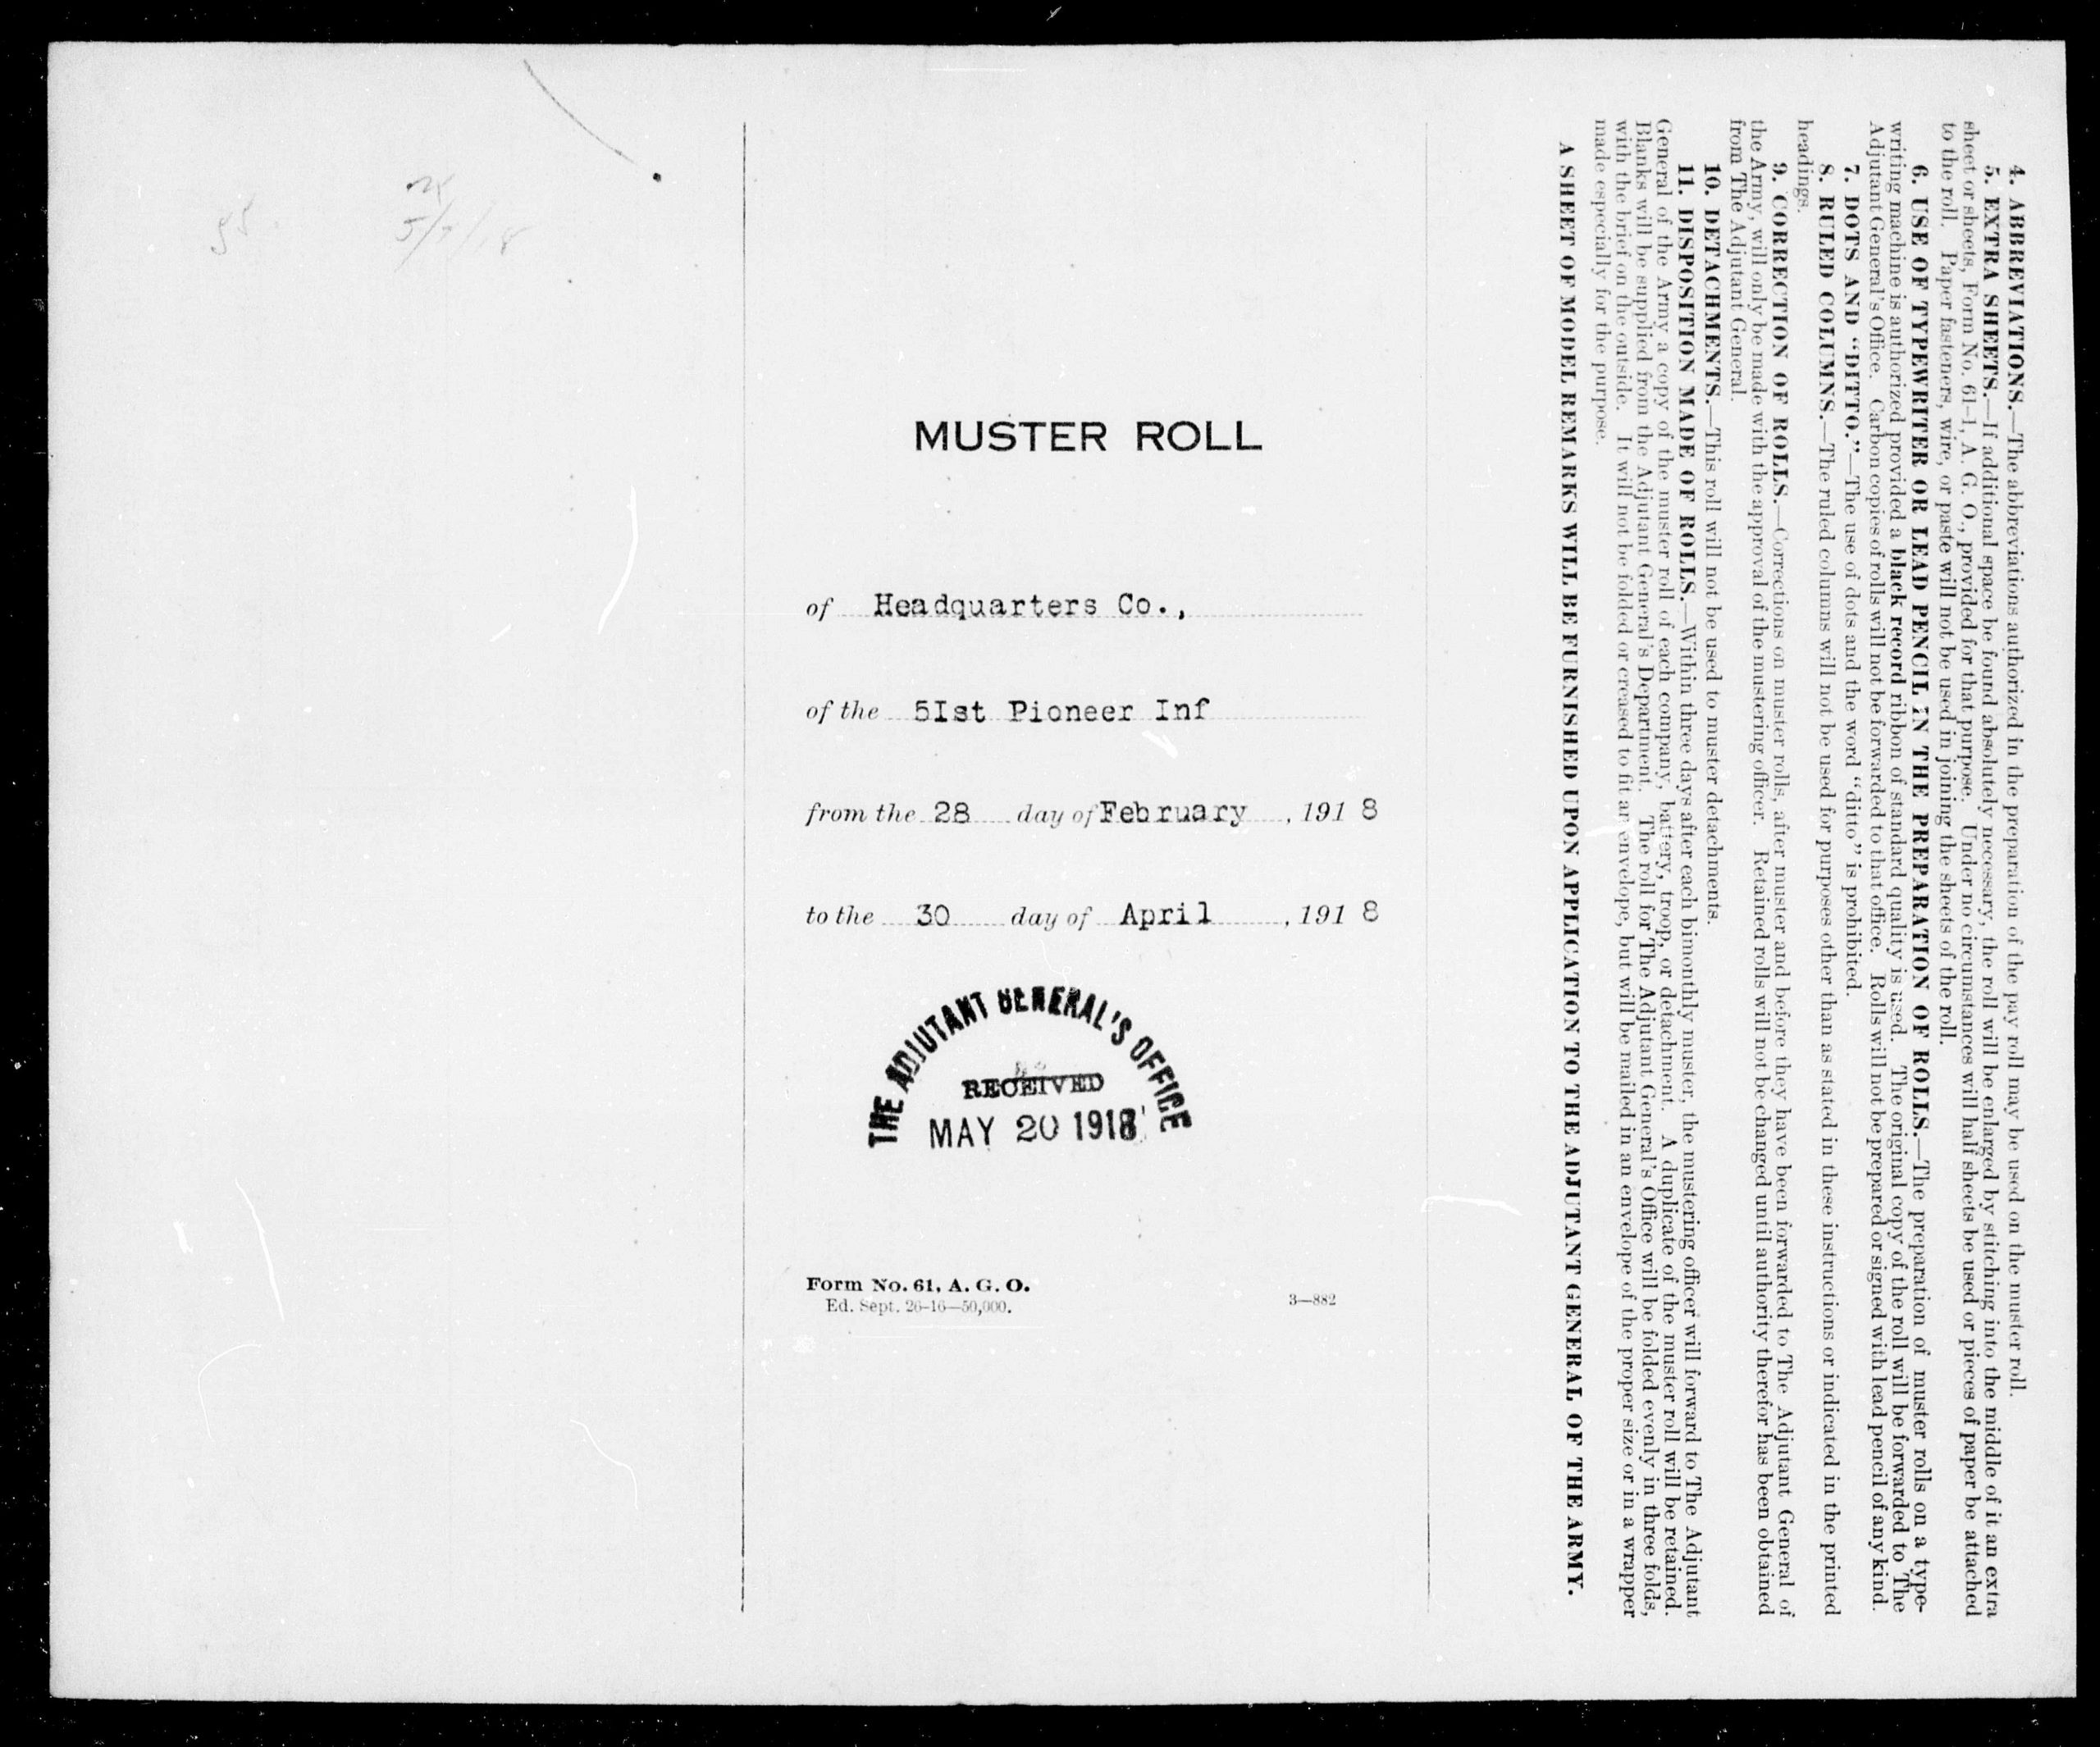 MUSTER ROLL
of Headquarters Co.,
of the 5Ist Pioneer Inf
from the 28 day of February, 191 8
to the 30 day of April, 191 8
THE ADJUTANT GENERAL'S OFFICE
RECEIVED
MAY 20 1918
Form No. 61, A. G. O.
Ed. Sept. 26-16—50,000.
3—882
4. ABBREVIATIONS.—The abbreviations authorized in the preparation of the pay roll may be used on the muster roll.
5. EXTRA SHEETS.—If additional space be found absolutely necessary, the roll will be enlarged by stitching into the middle of it an extra
sheet or sheets, Form No. 61-1, A. G. O., provided for that purpose. Under no circumstances will half sheets be used or pieces of paper be attached
to the roll. Paper fasteners, wire, or paste will not be used in joining the sheets of the roll.
6. USE OF TYPEWRITER OR LEAD PENCIL IN THE PREPARATION OF ROLLS.—The preparation of muster rolls on a type-
writing machine is authorized provided a black record ribbon of standard quality is used. The original copy of the roll will be forwarded to The
Adjutant General's Office. Carbon copies of rolls will not be forwarded to that office. Rolls will not be prepared or signed with lead pencil of any kind.
7. DOTS AND "DITTO."—The use of dots and the word "ditto" is prohibited.
8. RULED COLUMNS.—The ruled columns will not be used for purposes other than as stated in these instructions or indicated in the printed
headings.
9. CORRECTION OF ROLLS.—Corrections on muster rolls, after muster and before they have been forwarded to The Adjutant General of
the Army, will only be made with the approval of the mustering officer. Retained rolls will not be changed until authority therefor has been obtained
from The Adjutant General.
10. DETACHMENTS.—This roll will not be used to muster detachments.
11. DISPOSITION MADE OF ROLLS.—Within three days after each bimonthly muster, the mustering officer will forward to The Adjutant
General of the Army a copy of the muster roll of each company, battery, troop, or detachment. A duplicate of the muster roll will be retained.
Blanks will be supplied from the Adjutant General's Department. The roll for The Adjutant General's Office will be folded evenly in three folds,
with the brief on the outside. It will not be folded or creased to fit an envelope, but will be mailed in an envelope of the proper size or in a wrapper
made especially for the purpose.
A SHEET OF MODEL REMARKS WILL BE FURNISHED UPON APPLICATION TO THE ADJUTANT GENERAL OF THE ARMY.